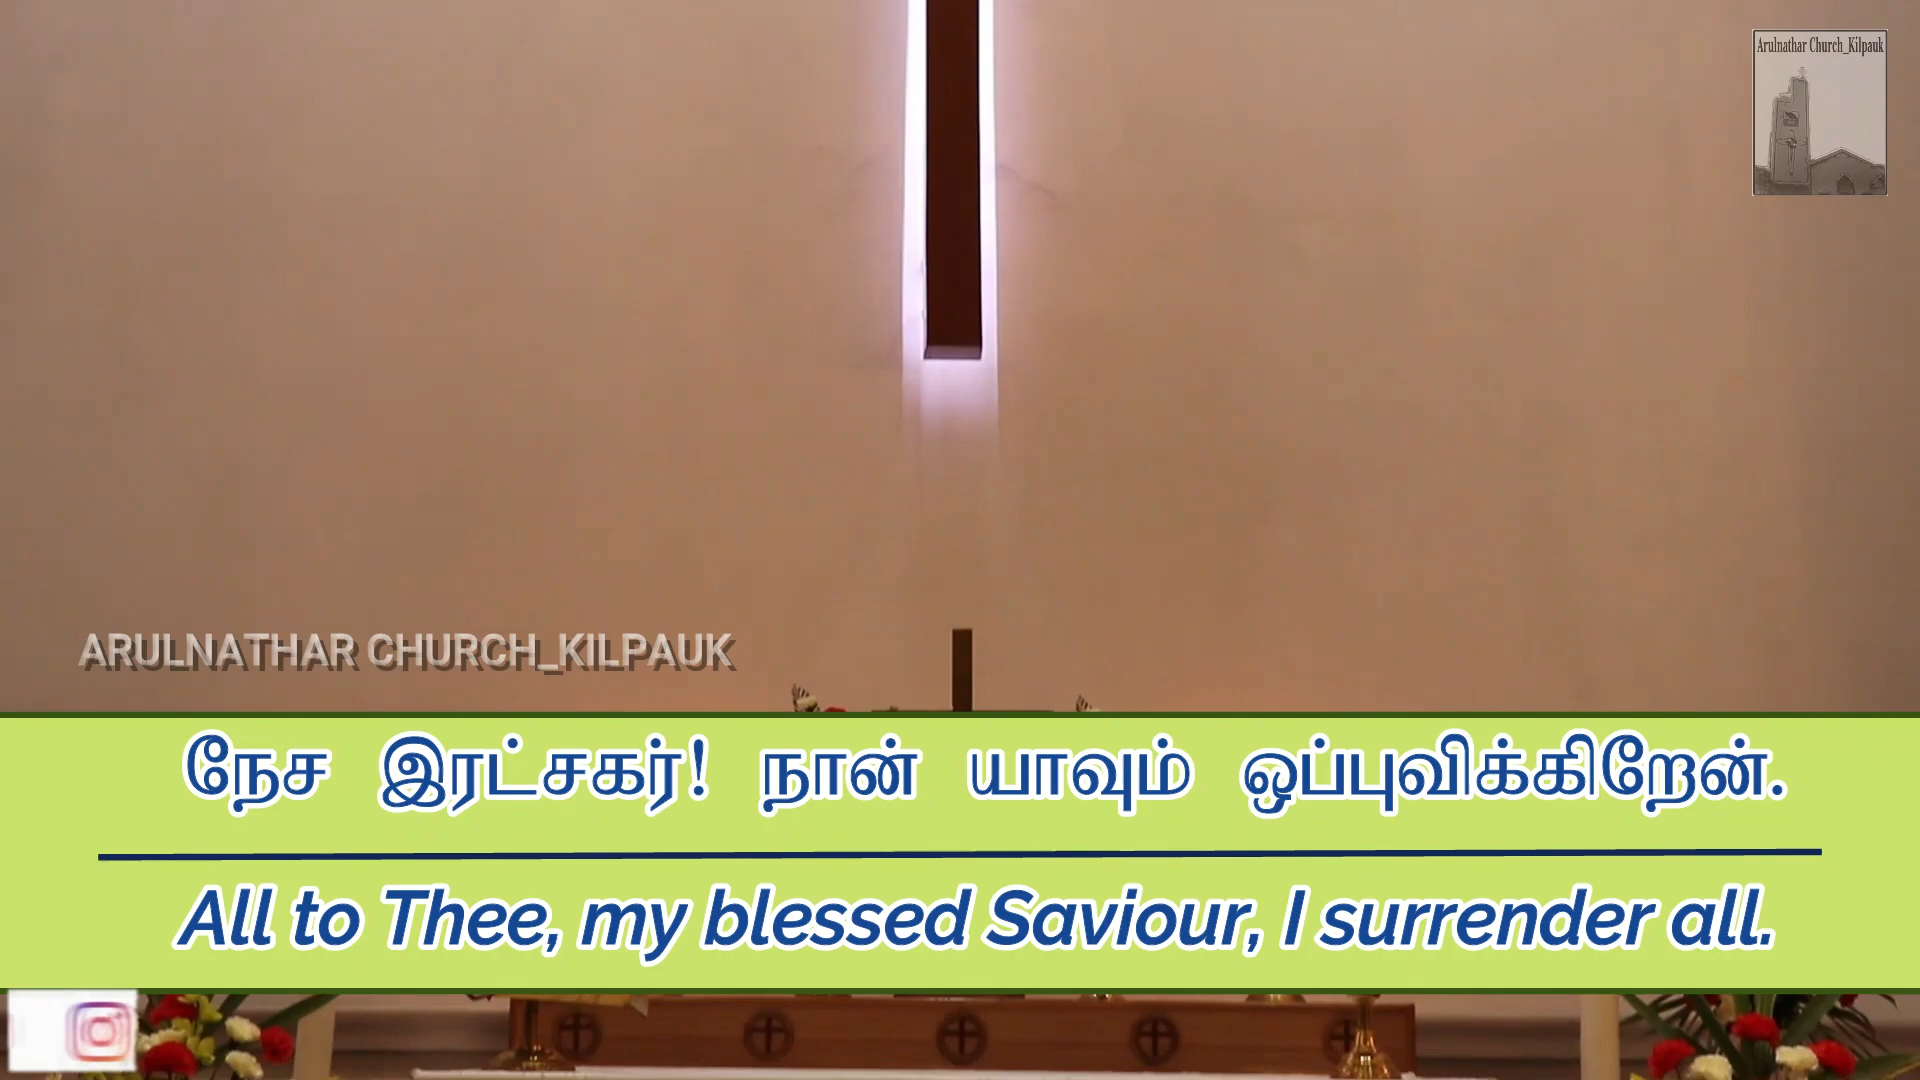 Arulnathar Church_Kilpauk
ARULNATHAR CHURCH_KILPAUK
நேச இரட்சகர்! நான் யாவும் ஒப்புவிக்கிறேன்.
All to Thee, my blessed Saviour, I surrender all.